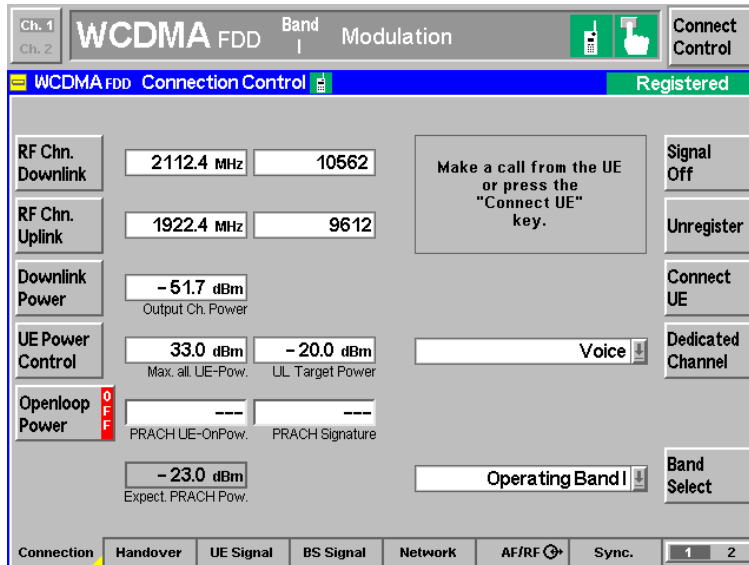 Ch. 1
Ch. 2
WCDMA FDD Band I Modulation
Connect Control
WCDMA FDD Connection Control
Registered
RF Chn. Downlink
2112.4 MHz
10562
Make a call from the UE
or press the
"Connect UE"
key.
Signal Off
RF Chn. Uplink
1922.4 MHz
9612
Unregister
Downlink Power
– 51.7 dBm
Output Ch. Power
Connect UE
UE Power Control
33.0 dBm
Max. all. UE-Pow.
– 20.0 dBm
UL Target Power
Voice
Dedicated Channel
Openloop Power
OFF
---
PRACH UE-OnPow.
---
PRACH Signature
– 23.0 dBm
Expect. PRACH Pow.
Operating Band I
Band Select
Connection
Handover
UE Signal
BS Signal
Network
AF/RF
Sync.
1 2